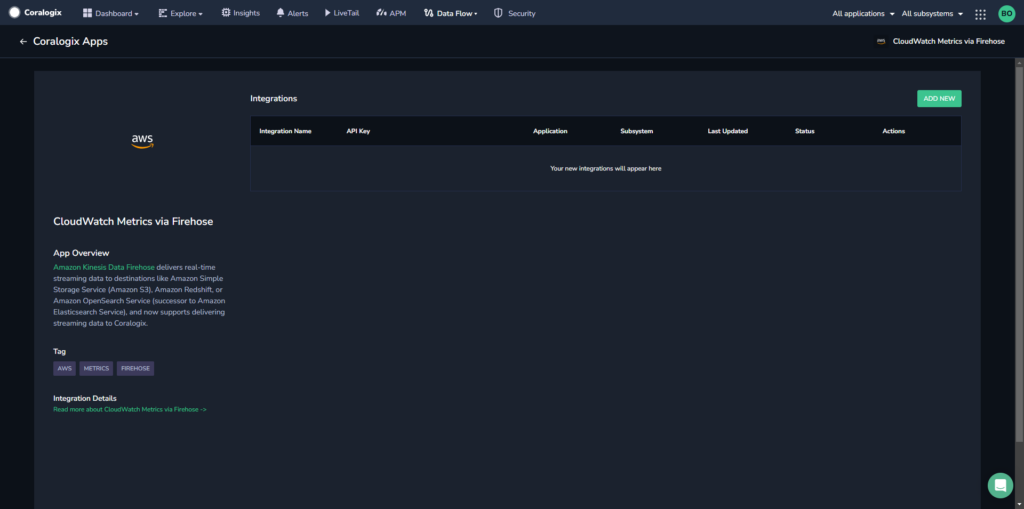 Coralogix Dashboard Explore Insights Alerts LiveTail APM Data Flow Security All applications All subsystems BO
← Coralogix Apps aws CloudWatch Metrics via Firehose
Integrations ADD NEW
Integration Name API Key Application Subsystem Last Updated Status Actions
Your new integrations will appear here
aws
CloudWatch Metrics via Firehose
App Overview
Amazon Kinesis Data Firehose delivers real-time
streaming data to destinations like Amazon Simple
Storage Service (Amazon S3), Amazon Redshift, or
Amazon OpenSearch Service (successor to Amazon
Elasticsearch Service), and now supports delivering
streaming data to Coralogix.
Tag
AWS METRICS FIREHOSE
Integration Details
Read more about CloudWatch Metrics via Firehose ->